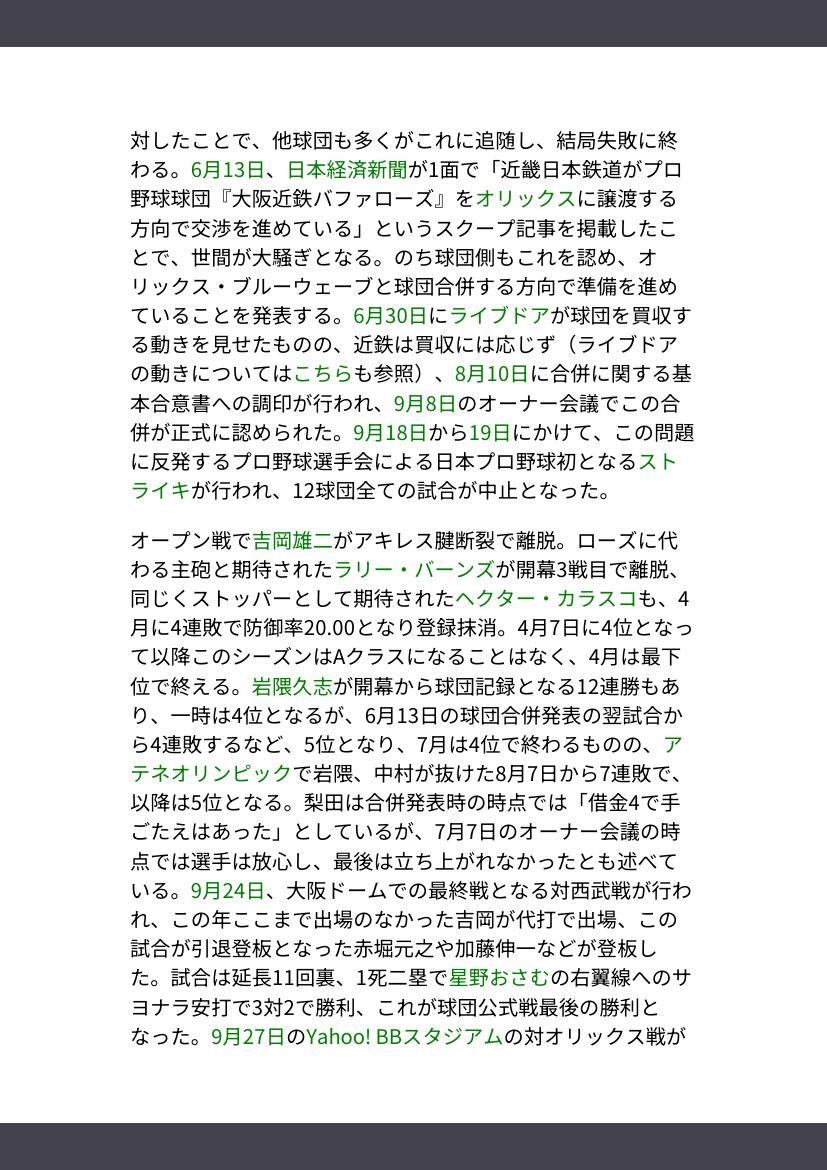 対したことで、他球団も多くがこれに追随し、結局失敗に終
わる。6月13日、日本経済新聞が1面で「近畿日本鉄道がプロ
野球球団『大阪近鉄バファローズ』をオリックスに譲渡する
方向で交渉を進めている」というスクープ記事を掲載したこ
とで、世間が大騒ぎとなる。のち球団側もこれを認め、オ
リックス・ブルーウェーブと球団合併する方向で準備を進め
ていることを発表する。6月30日にライブドアが球団を買収す
る動きを見せたものの、近鉄は買収には応じず（ライブドア
の動きについてはこちらも参照）、8月10日に合併に関する基
本合意書への調印が行われ、9月8日のオーナー会議でこの合
併が正式に認められた。9月18日から19日にかけて、この問題
に反発するプロ野球選手会による日本プロ野球初となるスト
ライキが行われ、12球団全ての試合が中止となった。
オープン戦で吉岡雄二がアキレス腱断裂で離脱。ローズに代
わる主砲と期待されたラリー・バーンズが開幕3戦目で離脱、
同じくストッパーとして期待されたヘクター・カラスコも、4
月に4連敗で防御率20.00となり登録抹消。4月7日に4位となっ
て以降このシーズンはAクラスになることはなく、4月は最下
位で終える。岩隈久志が開幕から球団記録となる12連勝もあ
り、一時は4位となるが、6月13日の球団合併発表の翌試合か
ら4連敗するなど、5位となり、7月は4位で終わるものの、ア
テネオリンピックで岩隈、中村が抜けた8月7日から7連敗で、
以降は5位となる。梨田は合併発表時の時点では「借金4で手
ごたえはあった」としているが、7月7日のオーナー会議の時
点では選手は放心し、最後は立ち上がれなかったとも述べて
いる。9月24日、大阪ドームでの最終戦となる対西武戦が行わ
れ、この年ここまで出場のなかった吉岡が代打で出場、この
試合が引退登板となった赤堀元之や加藤伸一などが登板し
た。試合は延長11回裏、1死二塁で星野おさむの右翼線へのサ
ヨナラ安打で3対2で勝利、これが球団公式戦最後の勝利と
なった。9月27日のYahoo! BBスタジアムの対オリックス戦が